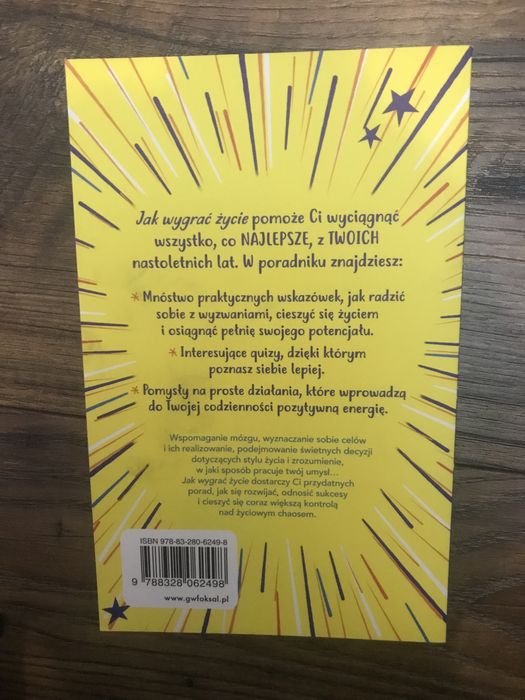 Jak wygrać życie pomoże Ci wyciągnąć
wszystko, co NAJLEPSZE, z TWOICH
nastoletnich lat. W poradniku znajdziesz:
* Mnóstwo praktycznych wskazówek, jak radzić
sobie z wyzwaniami, cieszyć się życiem
i osiągnąć pełnię swojego potencjału.
* Interesujące quizy, dzięki którym
poznasz siebie lepiej.
* Pomysły na proste działania, które wprowadzą
do Twojej codzienności pozytywną energię.
Wspomaganie mózgu, wyznaczanie sobie celów
i ich realizowanie, podejmowanie świetnych decyzji
dotyczących stylu życia i zrozumienie,
w jaki sposób pracuje twój umysł...
Jak wygrać życie dostarczy Ci przydatnych
porad, jak się rozwijać, odnosić sukcesy
i cieszyć się coraz większą kontrolą
nad życiowym chaosem.
ISBN 978-83-280-6249-8
9 788328 062498
www.gwfoksal.pl